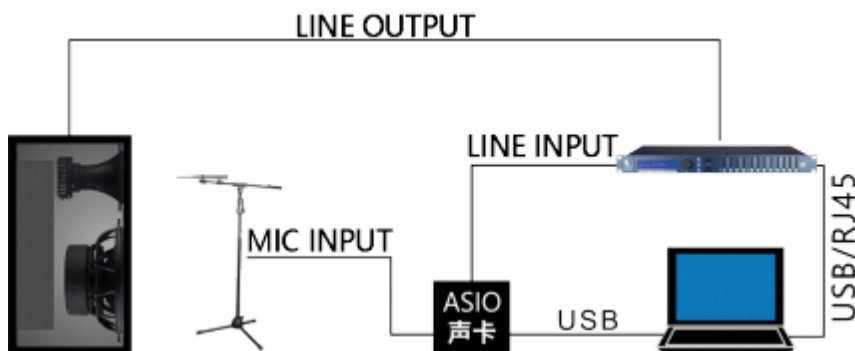 LINE OUTPUT
LINE INPUT
MIC INPUT
USB/RJ45
ASIO
声卡
USB